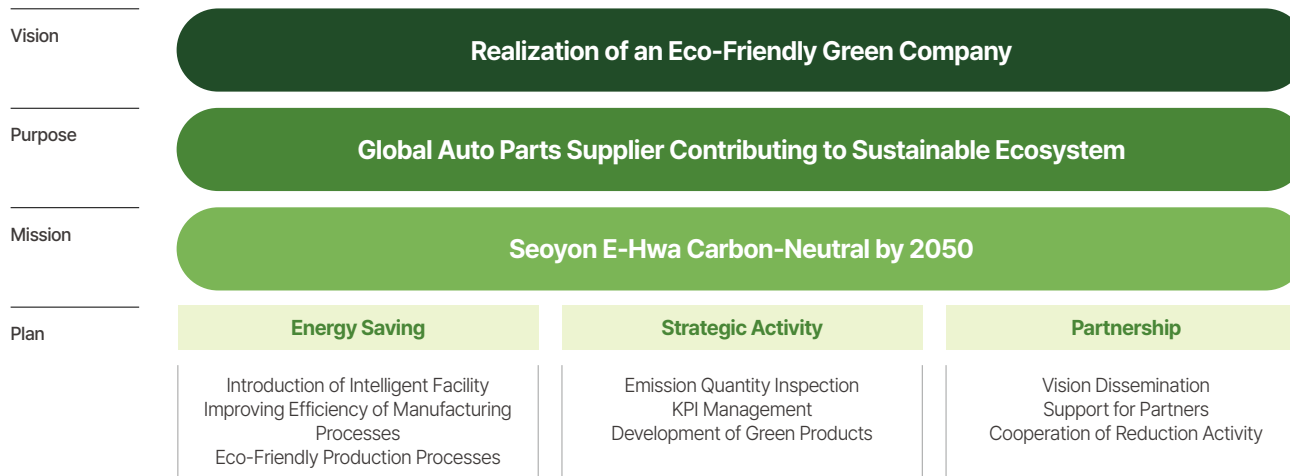 Vision
Realization of an Eco-Friendly Green Company
Purpose
Global Auto Parts Supplier Contributing to Sustainable Ecosystem
Mission
Seoyon E-Hwa Carbon-Neutral by 2050
Plan
Energy Saving
Introduction of Intelligent Facility
Improving Efficiency of Manufacturing
Processes
Eco-Friendly Production Processes
Strategic Activity
Emission Quantity Inspection
KPI Management
Development of Green Products
Partnership
Vision Dissemination
Support for Partners
Cooperation of Reduction Activity